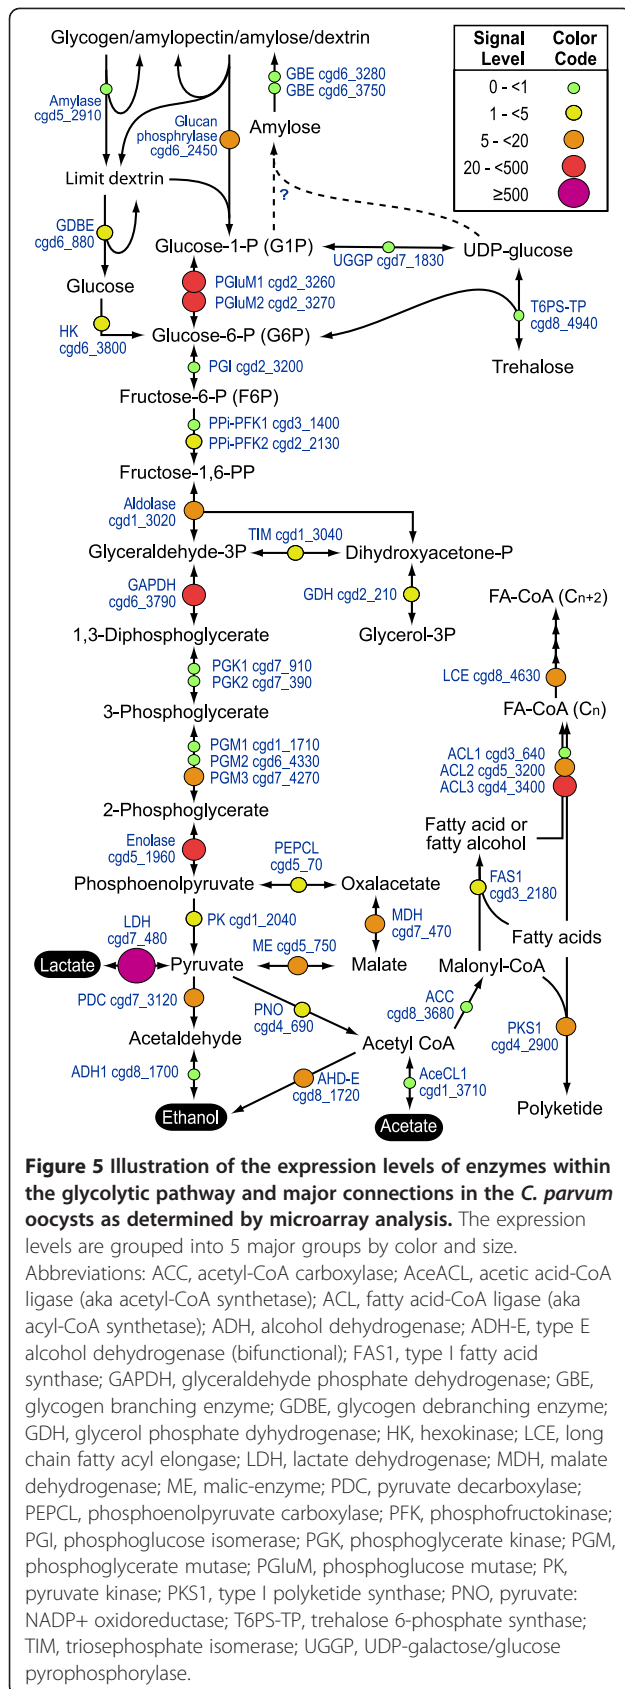 Glycogen/amylopectin/amylose/dextrin
Signal Level
Color Code
0 - <1
1 - <5
5 - <20
20 - <500
≥500
GBE cgd6_3280
GBE cgd6_3750
Amylase
cgd5_2910
Glucan
phosphrylase
cgd6_2450
Amylose
Limit dextrin
?
GDBE
cgd6_880
Glucose-1-P (G1P)
UDP-glucose
UGGP cgd7_1830
Glucose
PGluM1 cgd2_3260
PGluM2 cgd2_3270
T6PS-TP
cgd8_4940
HK
cgd6_3800
Glucose-6-P (G6P)
Trehalose
PGI cgd2_3200
Fructose-6-P (F6P)
PPi-PFK1 cgd3_1400
PPi-PFK2 cgd2_2130
Fructose-1,6-PP
Aldolase
cgd1_3020
TIM cgd1_3040
Glyceraldehyde-3P
Dihydroxyacetone-P
GAPDH
cgd6_3790
GDH cgd2_210
FA-CoA (Cn+2)
1,3-Diphosphoglycerate
Glycerol-3P
PGK1 cgd7_910
PGK2 cgd7_390
LCE cgd8_4630
3-Phosphoglycerate
FA-CoA (Cn)
PGM1 cgd1_1710
PGM2 cgd6_4330
PGM3 cgd7_4270
ACL1 cgd3_640
ACL2 cgd5_3200
ACL3 cgd4_3400
2-Phosphoglycerate
Fatty acid or
fatty alcohol
Enolase
cgd5_1960
PEPCL
cgd5_70
Phosphoenolpyruvate
Oxalacetate
FAS1
cgd3_2180
PK cgd1_2040
MDH
cgd7_470
LDH
cgd7_480
ME cgd5_750
Fatty acids
Lactate
Pyruvate
Malate
Malonyl-CoA
PDC cgd7_3120
PNO
cgd4_690
ACC
cgd8_3680
PKS1
cgd4_2900
Acetaldehyde
Acetyl CoA
ADH1 cgd8_1700
AHD-E
cgd8_1720
AceCL1
cgd1_3710
Ethanol
Acetate
Polyketide
Figure 5 Illustration of the expression levels of enzymes within
the glycolytic pathway and major connections in the C. parvum
oocysts as determined by microarray analysis. The expression
levels are grouped into 5 major groups by color and size.
Abbreviations: ACC, acetyl-CoA carboxylase; AceACL, acetic acid-CoA
ligase (aka acetyl-CoA synthetase); ACL, fatty acid-CoA ligase (aka
acyl-CoA synthetase); ADH, alcohol dehydrogenase; ADH-E, type E
alcohol dehydrogenase (bifunctional); FAS1, type I fatty acid
synthase; GAPDH, glyceraldehyde phosphate dehydrogenase; GBE,
glycogen branching enzyme; GDBE, glycogen debranching enzyme;
GDH, glycerol phosphate dyhydrogenase; HK, hexokinase; LCE, long
chain fatty acyl elongase; LDH, lactate dehydrogenase; MDH, malate
dehydrogenase; ME, malic-enzyme; PDC, pyruvate decarboxylase;
PEPCL, phosphoenolpyruvate carboxylase; PFK, phosphofructokinase;
PGI, phosphoglucose isomerase; PGK, phosphoglycerate kinase; PGM,
phosphoglycerate mutase; PGluM, phosphoglucose mutase; PK,
pyruvate kinase; PKS1, type I polyketide synthase; PNO, pyruvate:
NADP+ oxidoreductase; T6PS-TP, trehalose 6-phosphate synthase;
TIM, triosephosphate isomerase; UGGP, UDP-galactose/glucose
pyrophosphorylase.